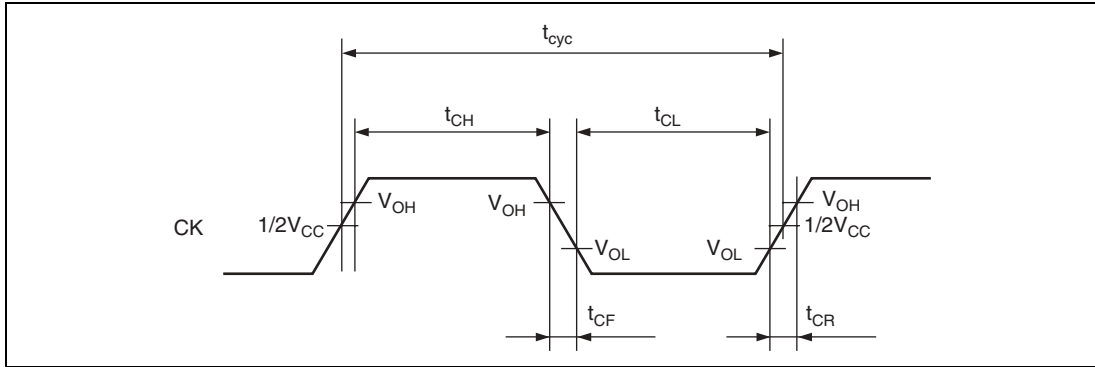 tcyc
tCH
tCL
VOH
VOH
VOH
CK
1/2VCC
1/2VCC
VOL
VOL
tCF
tCR